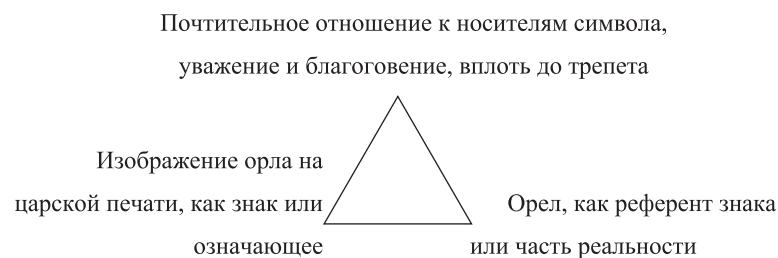 Почтительное отношение к носителям символа,
уважение и благоговение, вплоть до трепета
Изображение орла на
царской печати, как знак или
означающее
Орел, как референт знака
или часть реальности